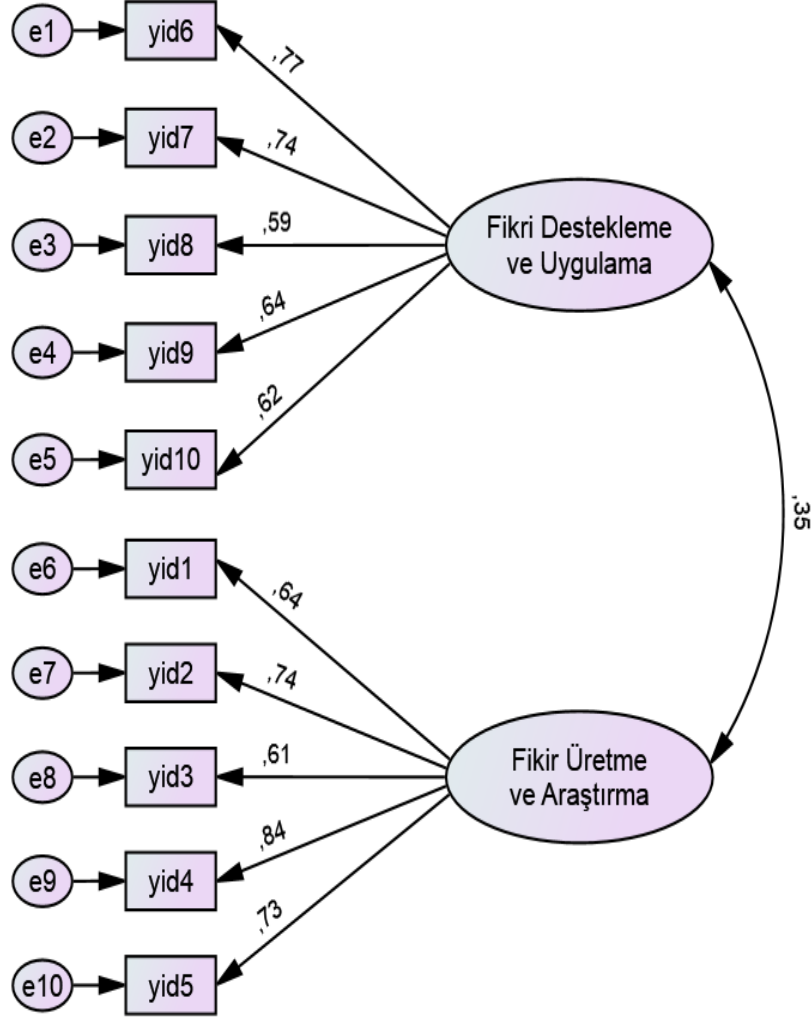 e1
yid6
,77
e2
yid7
,74
e3
yid8
,59
Fikri Destekleme
ve Uygulama
e4
yid9
,64
e5
yid10
,62
,35
e6
yid1
,64
e7
yid2
,74
e8
yid3
,61
Fikir Üretme
ve Araştırma
e9
yid4
,84
e10
yid5
,73